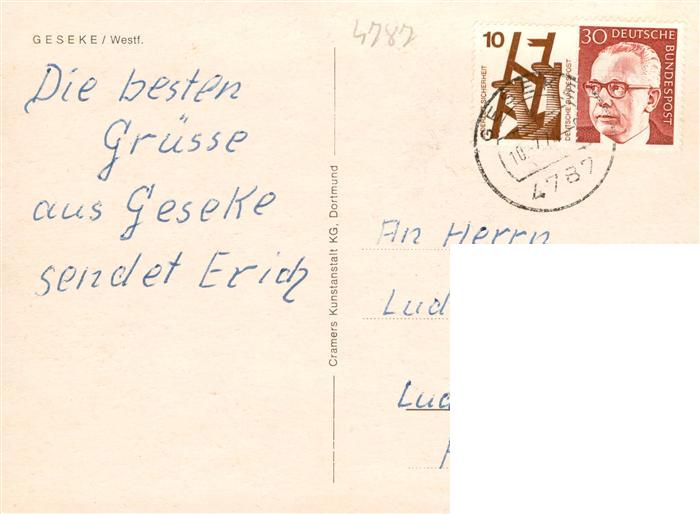 GESEKE / Westf.
4787
Die besten
Grüsse
aus Geseke
sendet Erich
Cramers Kunstanstalt KG, Dortmund
10
SICHERHEIT
DEUTSCHE BUNDESPOST
30 DEUTSCHE
BUNDESPOST
4787
An Herrn
Lud
Lud